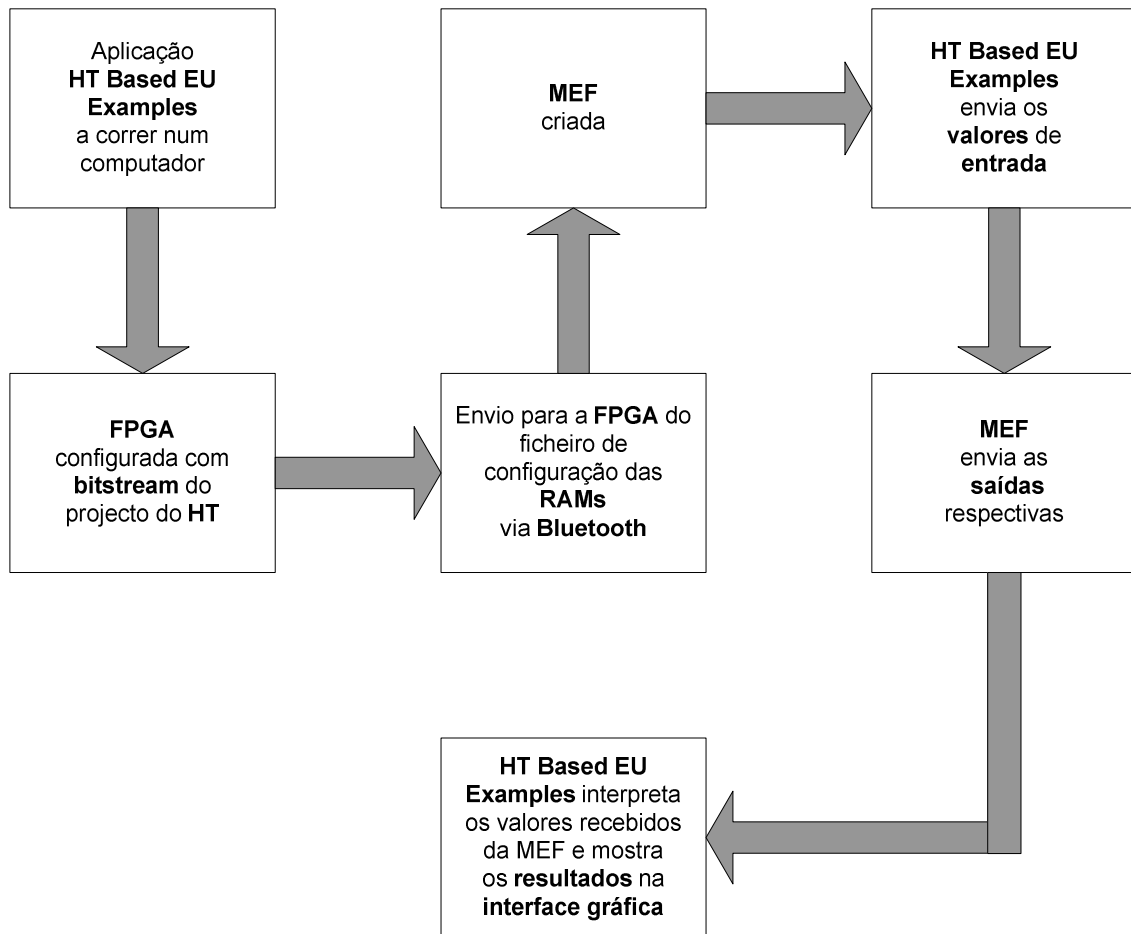 Aplicação
HT Based EU
Examples
a correr num
computador
FPGA
configurada com
bitstream do
projecto do HT
Envio para a FPGA do
ficheiro de
configuração das
RAMs
via Bluetooth
MEF
criada
HT Based EU
Examples
envia os
valores de
entrada
MEF
envia as
saídas
respectivas
HT Based EU
Examples interpreta
os valores recebidos
da MEF e mostra
os resultados na
interface gráfica